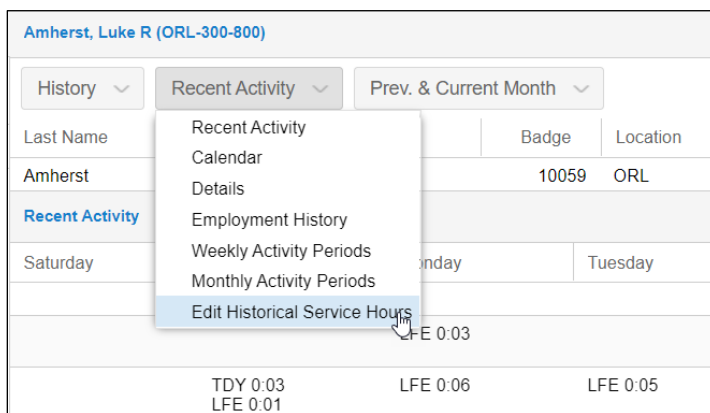 Amherst, Luke R (ORL-300-800)
History Recent Activity Prev. & Current Month
Last Name Badge Location
Amherst 10059 ORL
Recent Activity
Calendar
Details
Employment History
Weekly Activity Periods
Monthly Activity Periods
Edit Historical Service Hours
Recent Activity
Saturday onday Tuesday
LFE 0:03
TDY 0:03 LFE 0:06 LFE 0:05
LFE 0:01